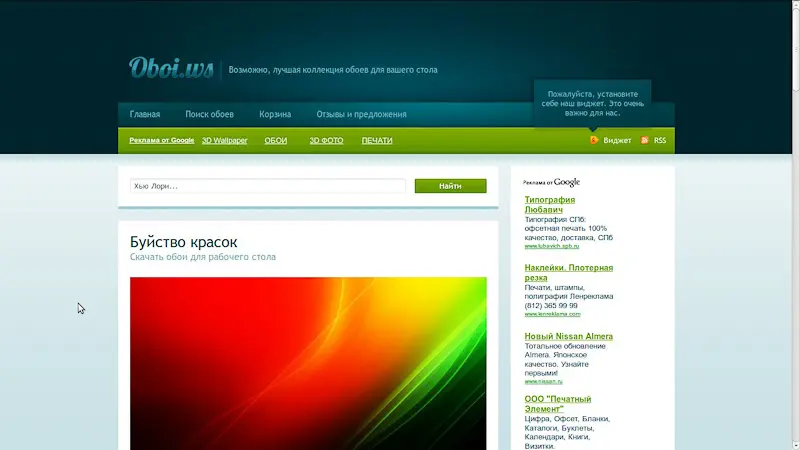 Oboi.ws
Возможно, лучшая коллекция обоев для вашего стола
Пожалуйста, установите
себе наш виджет. Это очень
важно для нас.
Главная Поиск обоев Корзина Отзывы и предложения
Реклама от Google 3D Wallpaper ОБОИ 3D ФОТО ПЕЧАТИ
Виджет RSS
Хью Лори...
Найти
Буйство красок
Скачать обои для рабочего стола
Реклама от Google
Типография
Любавич
Типография СПб:
офсетная печать 100%
качество, доставка, СПб
www.lubavich.spb.ru
Наклейки. Плотерная
резка
Печати, штампы,
полиграфия Ленреклама
(812) 365 99 99
www.lenreklama.com
Новый Nissan Almera
Тотальное обновление
Almera. Японское
качество. Узнайте
первыми!
www.nissan.ru
ООО "Печатный
Элемент"
Цифра, Офсет, Бланки,
Каталоги, Буклеты,
Календари, Книги,
Визитки.